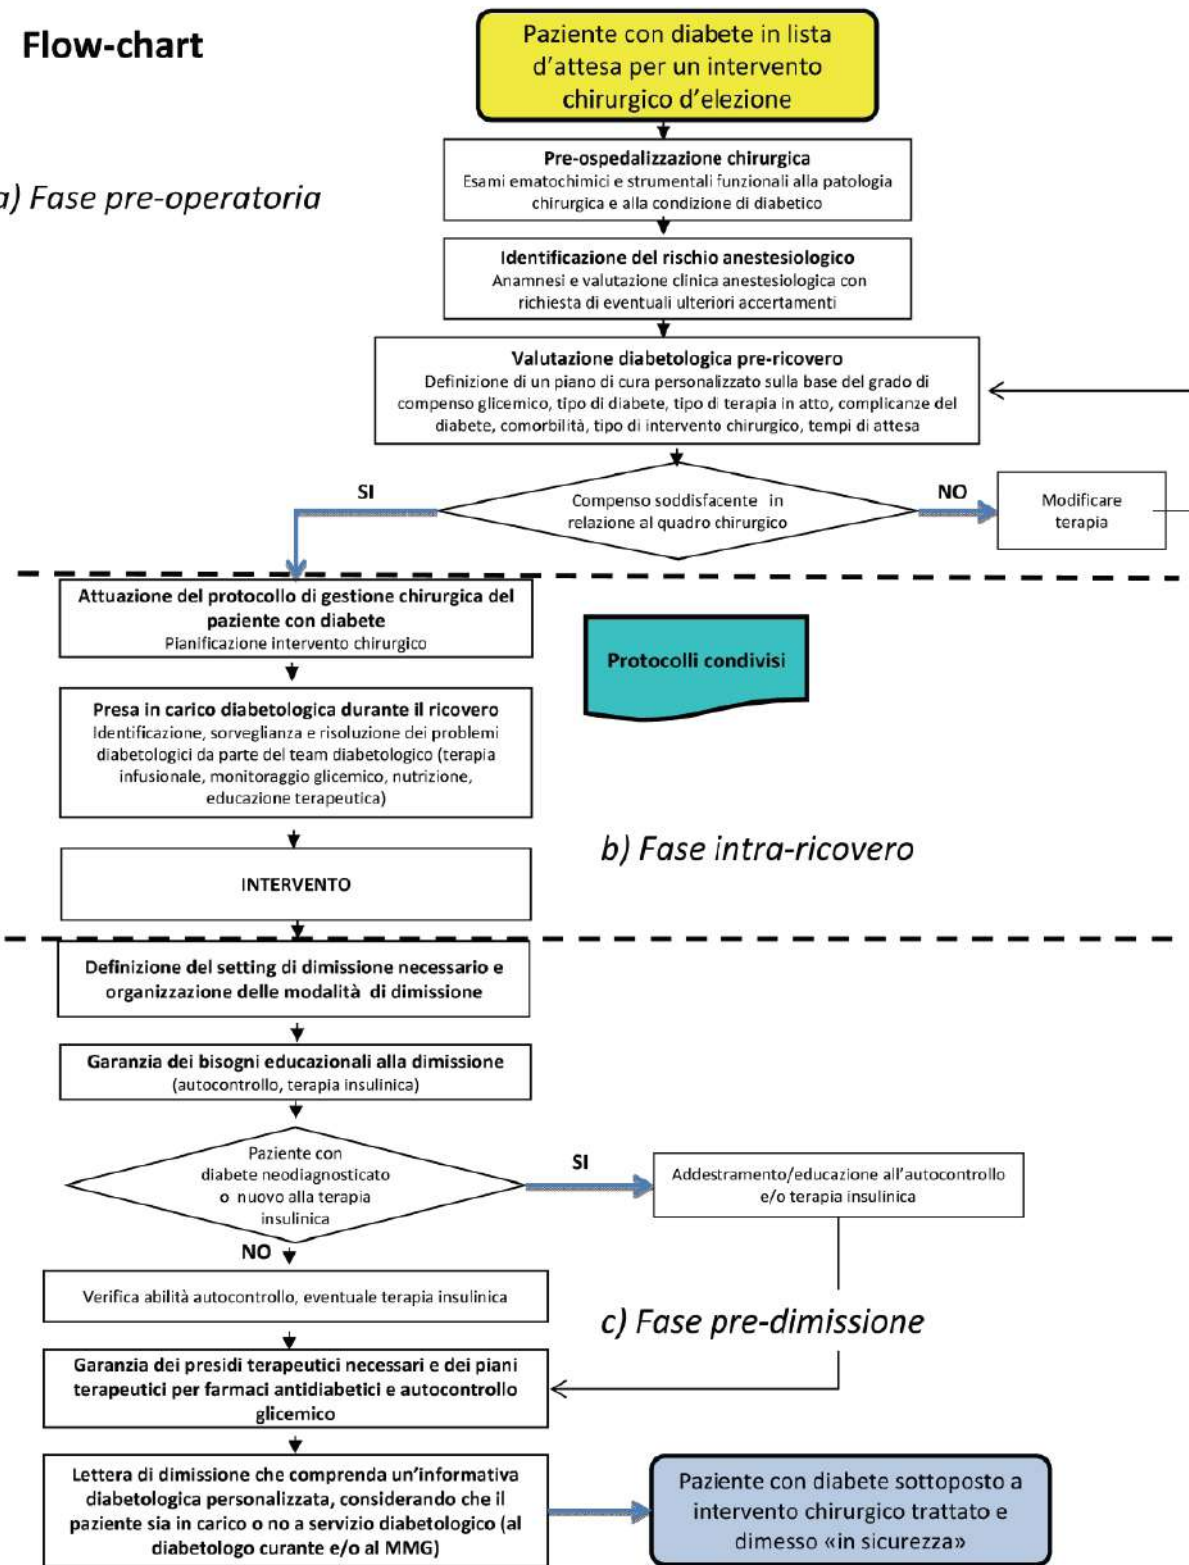 Flow-chart
Paziente con diabete in lista
d'attesa per un intervento
chirurgico d'elezione
a) Fase pre-operatoria
Pre-ospedalizzazione chirurgica
Esami ematochimici e strumentali funzionali alla patologia
chirurgica e alla condizione di diabetico
Identificazione del rischio anestesiologico
Anamnesi e valutazione clinica anestesiologica con
richiesta di eventuali ulteriori accertamenti
Valutazione diabetologica pre-ricovero
Definizione di un piano di cura personalizzato sulla base del grado di
compenso glicemico, tipo di diabete, tipo di terapia in atto, complicanze del
diabete, comorbilità, tipo di intervento chirurgico, tempi di attesa
SI
Compenso soddisfacente in
relazione al quadro chirurgico
NO
Modificare
terapia
Attuazione del protocollo di gestione chirurgica del
paziente con diabete
Pianificazione intervento chirurgico
Protocolli condivisi
Presa in carico diabetologica durante il ricovero
Identificazione, sorveglianza e risoluzione dei problemi
diabetologici da parte del team diabetologico (terapia
infusionale, monitoraggio glicemico, nutrizione,
educazione terapeutica)
b) Fase intra-ricovero
INTERVENTO
Definizione del setting di dimissione necessario e
organizzazione delle modalità di dimissione
Garanzia dei bisogni educazionali alla dimissione
(autocontrollo, terapia insulinica)
Paziente con
diabete neodiagnosticato
o nuovo alla terapia
insulinica
SI
Addestramento/educazione all'autocontrollo
e/o terapia insulinica
NO
Verifica abilità autocontrollo, eventuale terapia insulinica
c) Fase pre-dimissione
Garanzia dei presidi terapeutici necessari e dei piani
terapeutici per farmaci antidiabetici e autocontrollo
glicemico
Lettera di dimissione che comprenda un'informativa
diabetologica personalizzata, considerando che il
paziente sia in carico o no a servizio diabetologico (al
diabetologo curante e/o al MMG)
Paziente con diabete sottoposto a
intervento chirurgico trattato e
dimesso «in sicurezza»